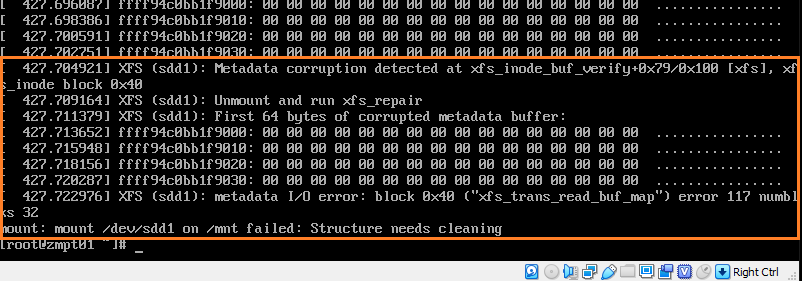 [  427.696087] ffff94c0bb1f9000: 00 00 00 00 00 00 00 00 00 00 00 00 00 00 00 00  ................
[  427.698386] ffff94c0bb1f9010: 00 00 00 00 00 00 00 00 00 00 00 00 00 00 00 00  ................
[  427.700591] ffff94c0bb1f9020: 00 00 00 00 00 00 00 00 00 00 00 00 00 00 00 00  ................
[  427.702751] ffff94c0bb1f9030: 00 00 00 00 00 00 00 00 00 00 00 00 00 00 00 00  ................
[  427.704921] XFS (sdd1): Metadata corruption detected at xfs_inode_buf_verify+0x79/0x100 [xfs], xf
s_inode block 0x40
[  427.709164] XFS (sdd1): Unmount and run xfs_repair
[  427.711379] XFS (sdd1): First 64 bytes of corrupted metadata buffer:
[  427.713652] ffff94c0bb1f9000: 00 00 00 00 00 00 00 00 00 00 00 00 00 00 00 00  ................
[  427.715948] ffff94c0bb1f9010: 00 00 00 00 00 00 00 00 00 00 00 00 00 00 00 00  ................
[  427.718156] ffff94c0bb1f9020: 00 00 00 00 00 00 00 00 00 00 00 00 00 00 00 00  ................
[  427.720287] ffff94c0bb1f9030: 00 00 00 00 00 00 00 00 00 00 00 00 00 00 00 00  ................
[  427.722976] XFS (sdd1): metadata I/O error: block 0x40 ("xfs_trans_read_buf_map") error 117 numbl
ks 32
mount: mount /dev/sdd1 on /mnt failed: Structure needs cleaning
[root@zmpt01 ~]# _
Right Ctrl